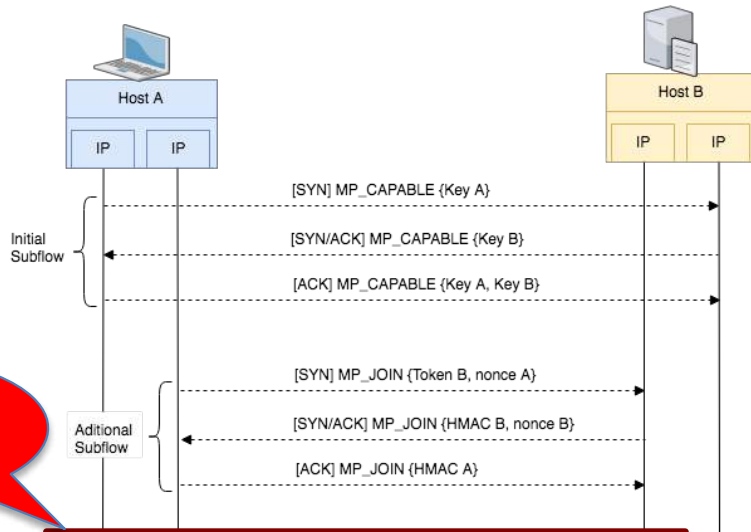 Host A
Host B
IP
IP
IP
IP
[SYN] MP_CAPABLE {Key A}
Initial
Subflow
[SYN/ACK] MP_CAPABLE {Key B}
[ACK] MP_CAPABLE {Key A, Key B}
[SYN] MP_JOIN {Token B, nonce A}
Aditional
Subflow
[SYN/ACK] MP_JOIN {HMAC B, nonce B}
[ACK] MP_JOIN {HMAC A}